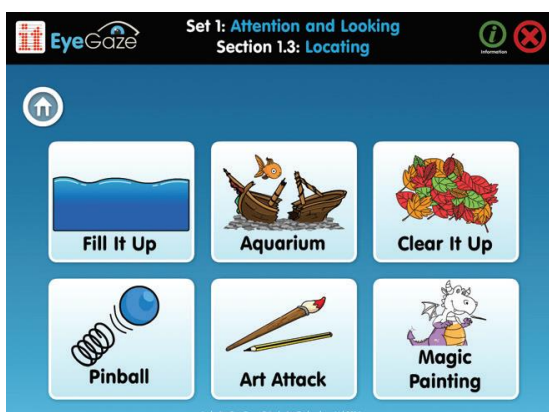 it EyeGaze
Set 1: Attention and Looking
Section 1.3: Locating
i
Information
Fill It Up
Aquarium
Clear It Up
Pinball
Art Attack
Magic
Painting